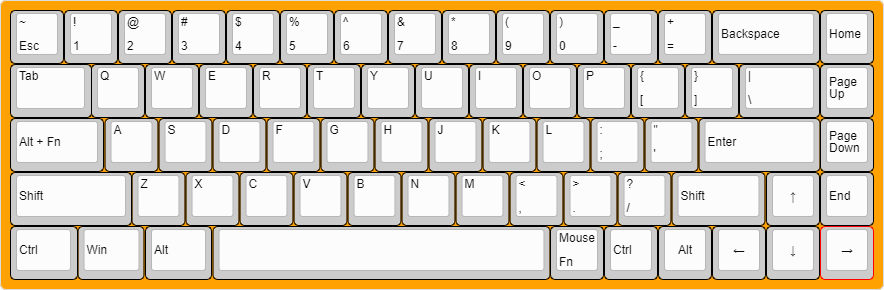 ~ ! @ # $ % ^ & * ( ) _ + Backspace Home
Esc 1 2 3 4 5 6 7 8 9 0 - =
Tab Q W E R T Y U I O P { } | Page Up
[ ] \
Alt + Fn A S D F G H J K L : " Enter Page Down
; '
Shift Z X C V B N M < > ? Shift ↑ End
, . /
Ctrl Win Alt Mouse Fn Ctrl Alt ← ↓ →